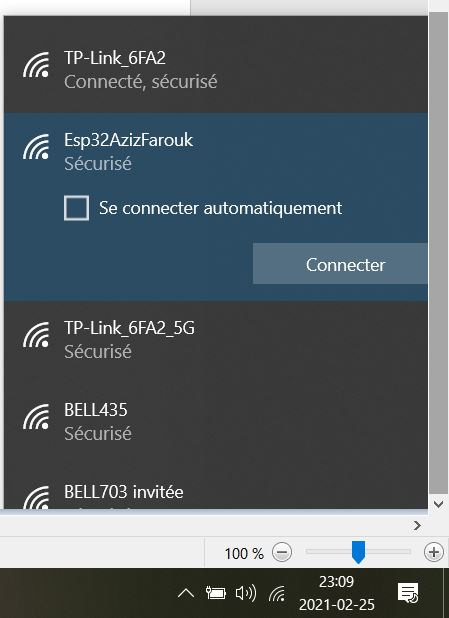 TP-Link_6FA2
Connecté, sécurisé
Esp32AzizFarouk
Sécurisé
Se connecter automatiquement
Connecter
TP-Link_6FA2_5G
Sécurisé
BELL435
Sécurisé
BELL703 invitée
100 %
23:09
2021-02-25